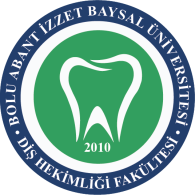 BOLU ABANT İZZET BAYSAL ÜNİVERSİTESİ
• DİŞ HEKİMLİĞİ FAKÜLTESİ •
2010